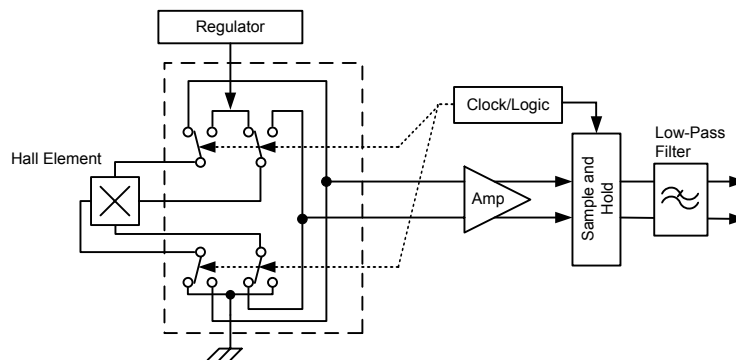 Regulator
Clock/Logic
Low-Pass
Filter
Hall Element
Amp
Sample and
Hold